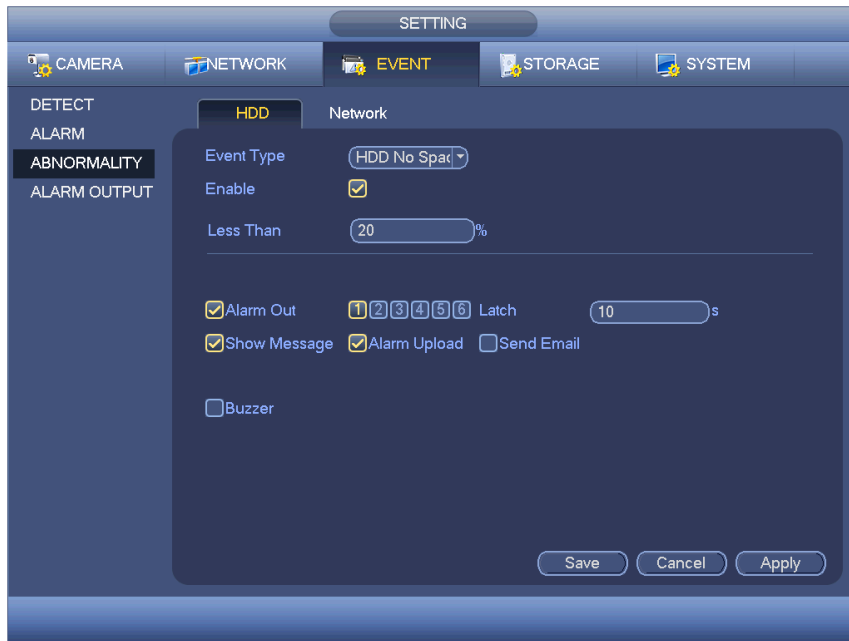 SETTING
CAMERA NETWORK EVENT STORAGE SYSTEM
DETECT
ALARM
ABNORMALITY
ALARM OUTPUT
HDD Network
Event Type HDD No Spac
Enable
Less Than 20 %
Alarm Out 1 2 3 4 5 6 Latch 10 s
Show Message Alarm Upload Send Email
Buzzer
Save Cancel Apply